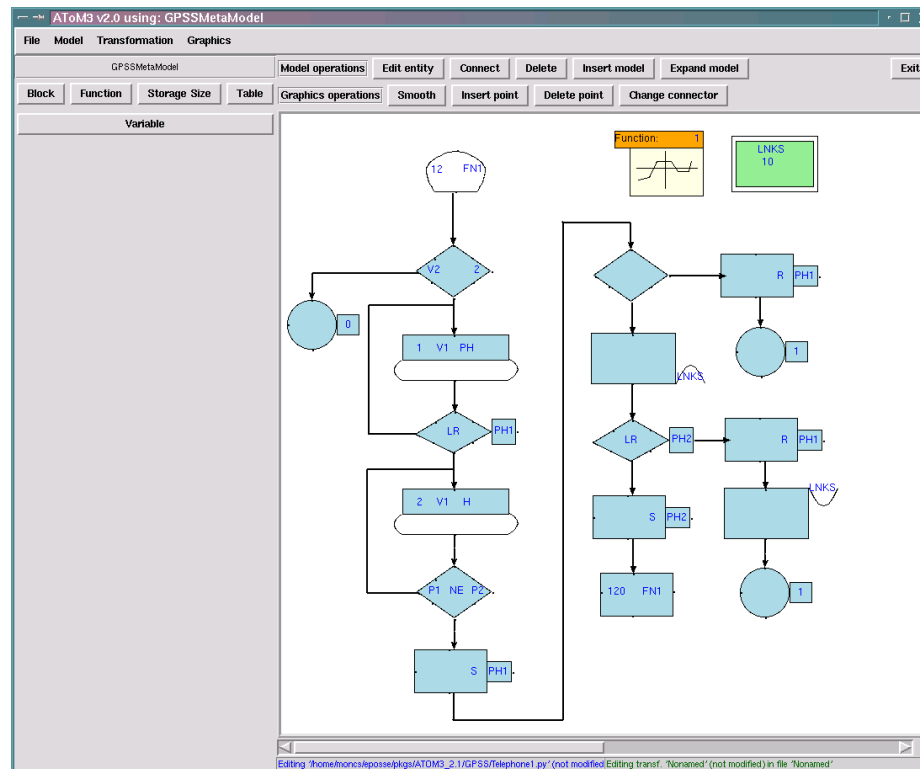 AToM3 v2.0 using: GPSSMetaModel
File Model Transformation Graphics
GPSSMetaModel
Model operations Edit entity Connect Delete Insert model Expand model Exit
Block Function Storage Size Table
Graphics operations Smooth Insert point Delete point Change connector
Variable
Function: 1
LNKS
10
12 FN1
V2 2
R PH1
0
1 V1 PH
1
LNKS
LR PH1
LR PH2
R PH1
2 V1 H
LNKS
S PH2
P1 NE P2
120 FN1
1
S PH1
Editing '/home/moncs/eposse/pkgs/ATOM3_2.1/GPSS/Telephone1.py' (not modified Editing transf. 'Nonamed' (not modified) in file 'Nonamed'